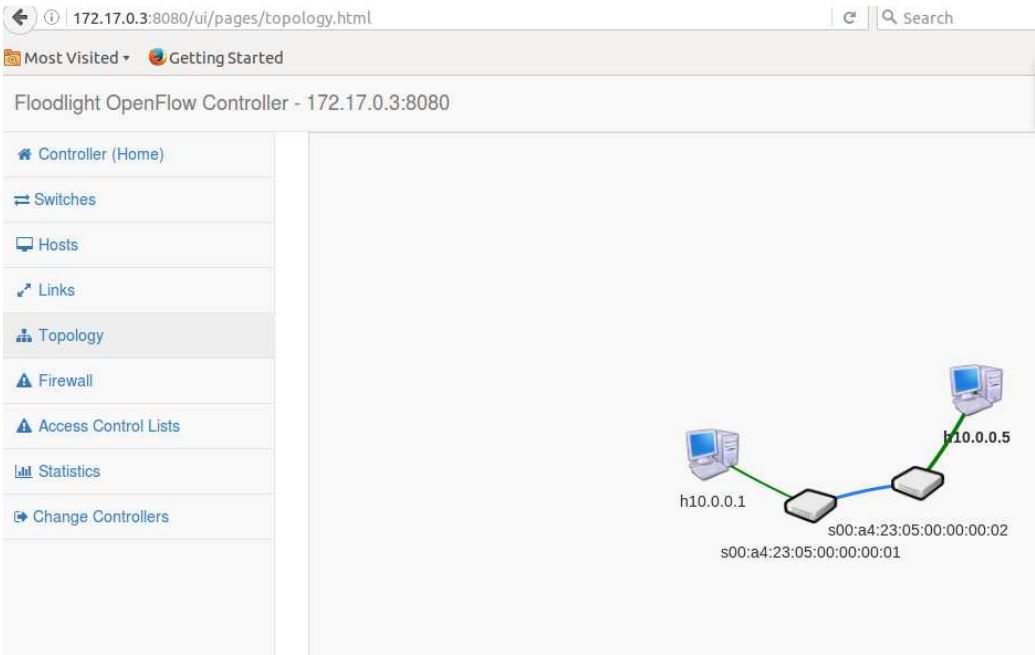 172.17.0.3:8080/ui/pages/topology.html
Search
Most Visited
Getting Started
Floodlight OpenFlow Controller - 172.17.0.3:8080
Controller (Home)
Switches
Hosts
Links
Topology
Firewall
Access Control Lists
Statistics
Change Controllers
h10.0.0.5
h10.0.0.1
s00:a4:23:05:00:00:00:02
s00:a4:23:05:00:00:00:01